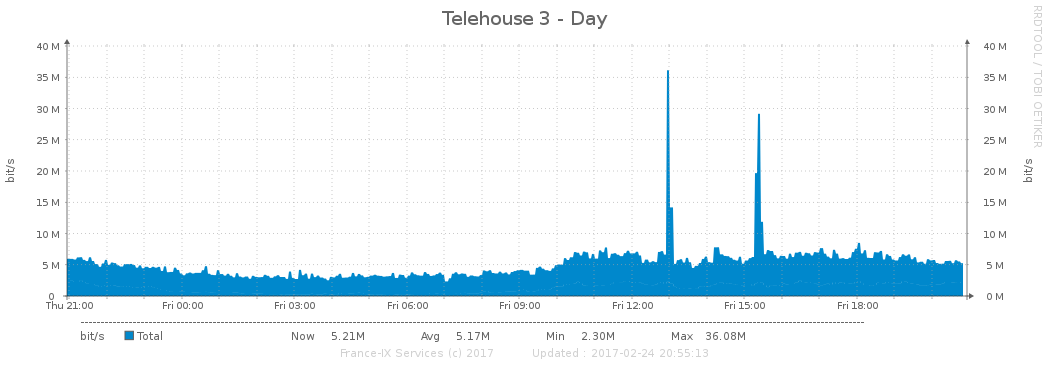 Telehouse 3 - Day
RRDTOOL / TOBI OETIKER
bit/s
40 M 40 M
35 M 35 M
30 M 30 M
25 M 25 M
20 M 20 M
15 M 15 M
10 M 10 M
5 M 5 M
0 0 M
bit/s
Thu 21:00 Fri 00:00 Fri 03:00 Fri 06:00 Fri 09:00 Fri 12:00 Fri 15:00 Fri 18:00
bit/s Total Now 5.21M Avg 5.17M Min 2.30M Max 36.08M
France-IX Services (c) 2017 Updated : 2017-02-24 20:55:13